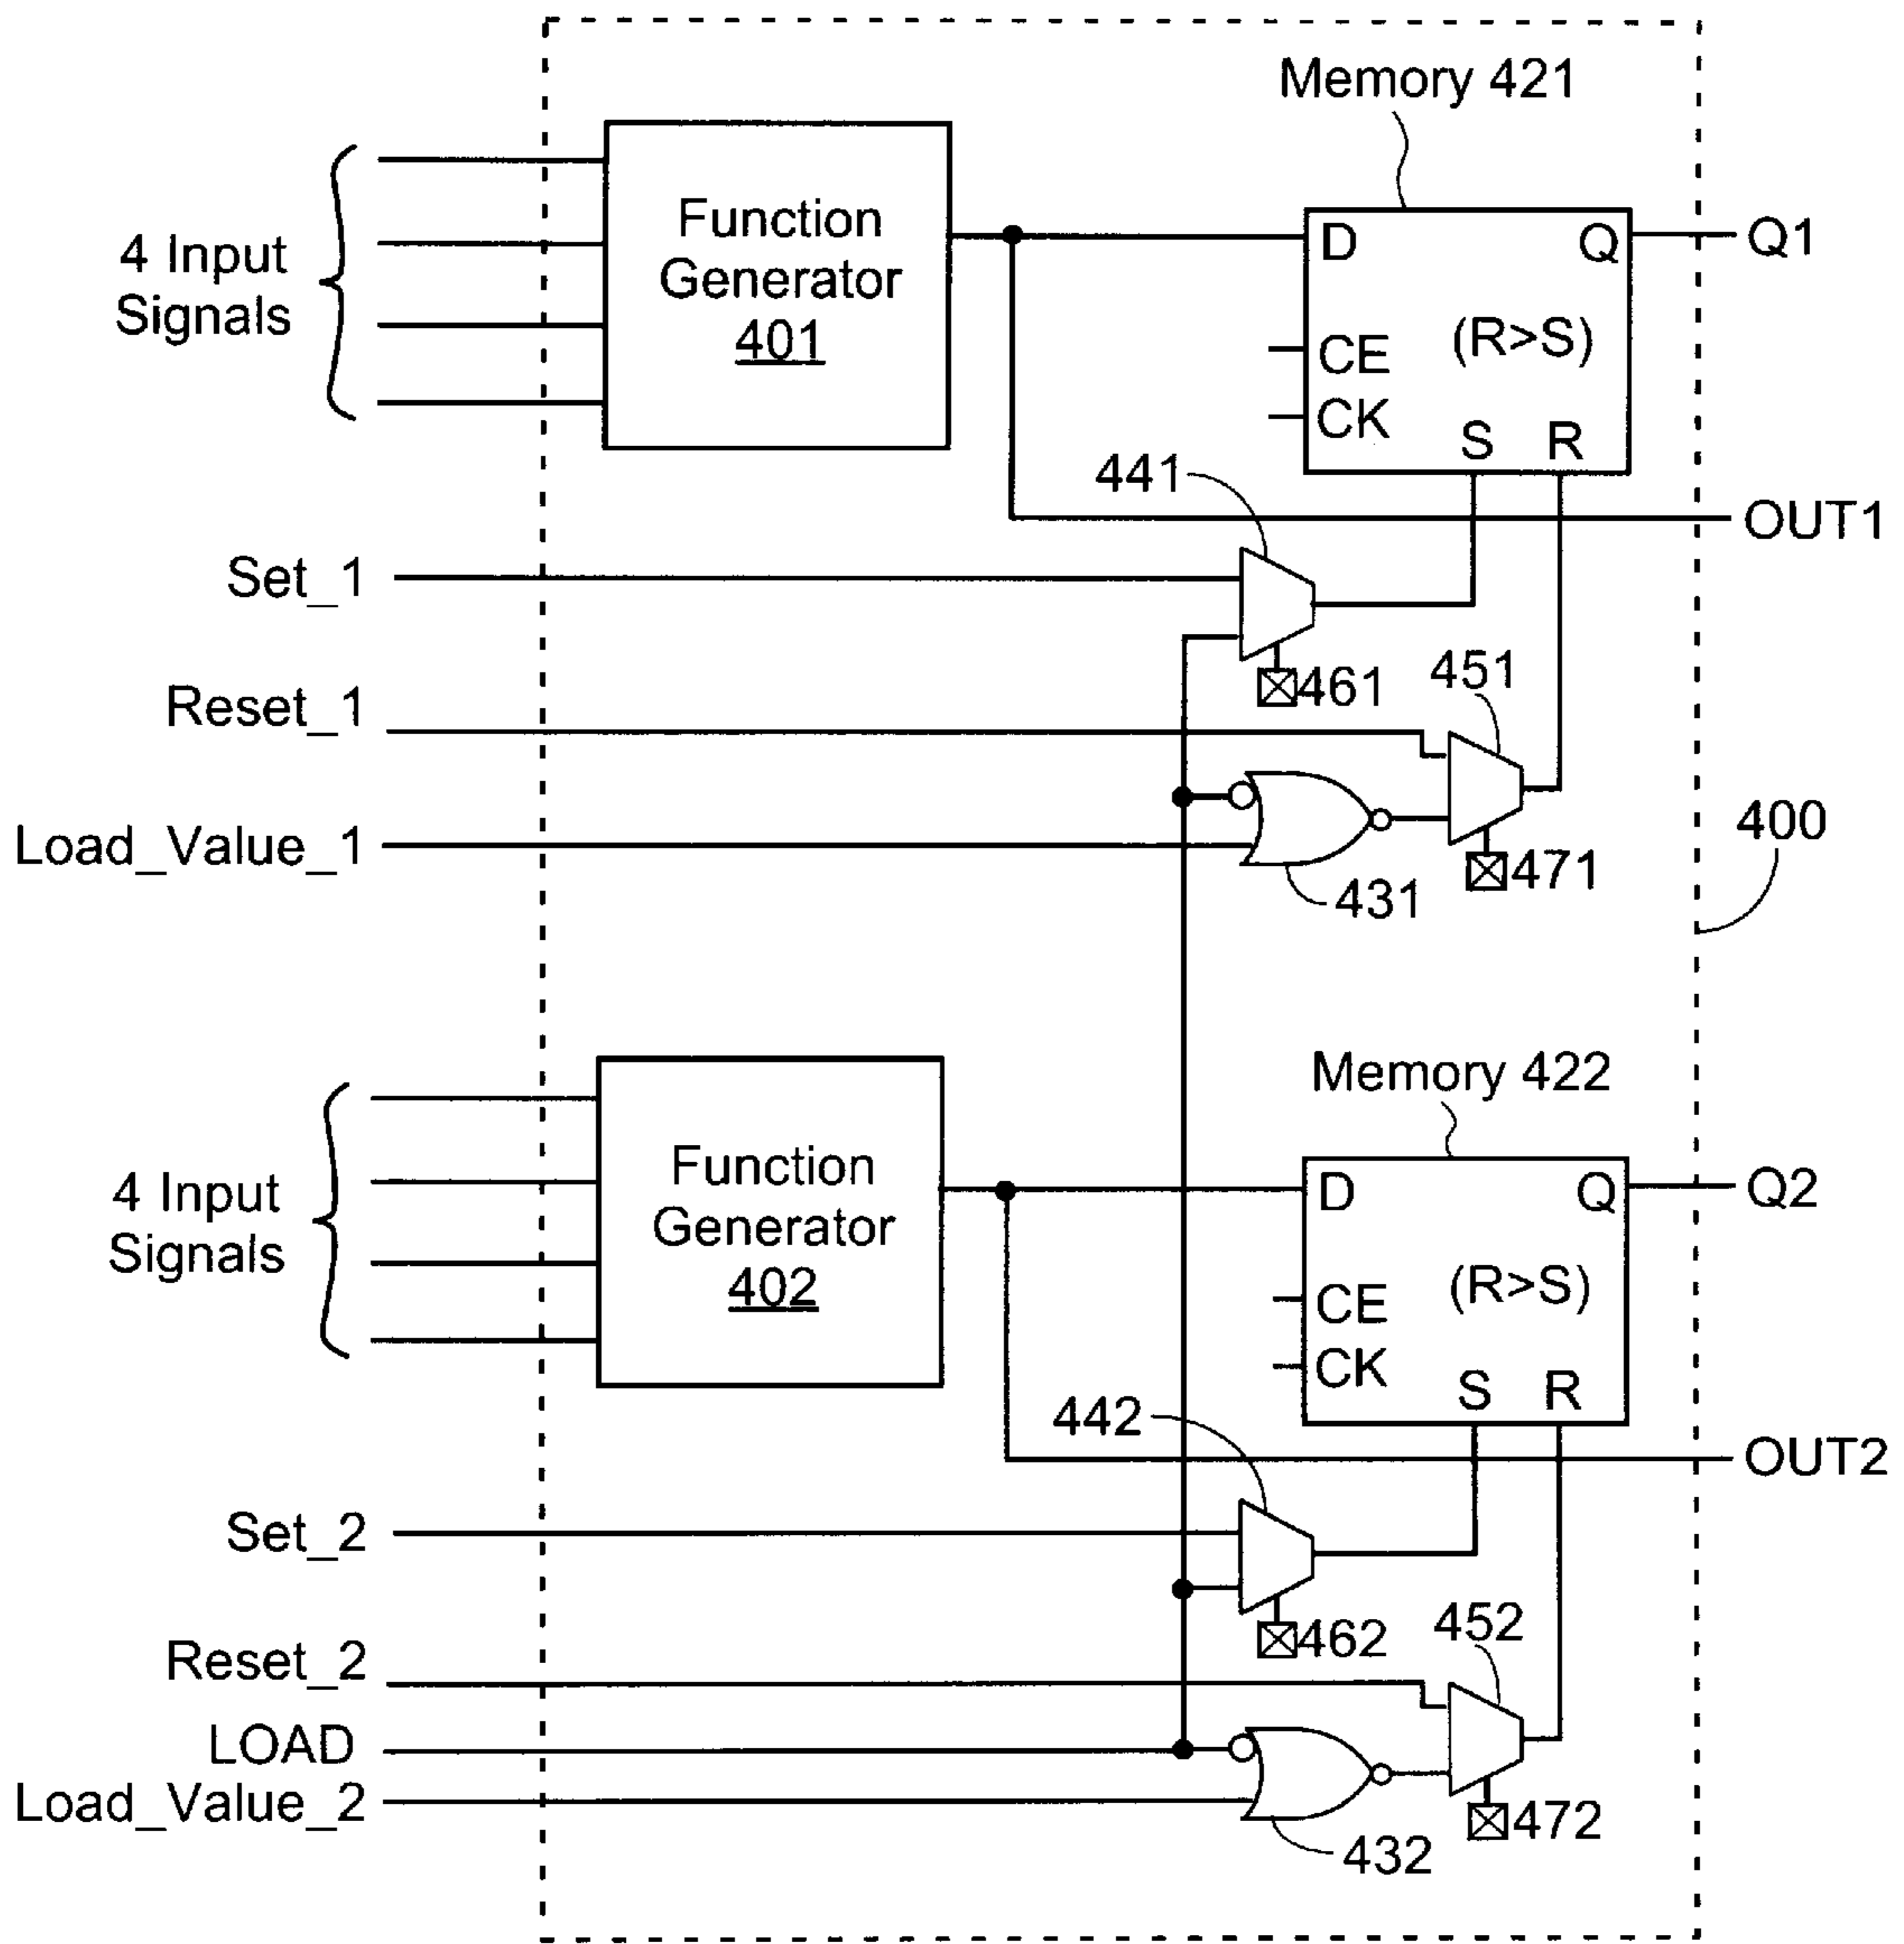 Memory 421
4 Input
Signals
Function
Generator
401
D
Q
Q1
(R>S)
CE
CK
S
R
441
OUT1
Set_1
461
451
Reset_1
400
Load_Value_1
471
431
Memory 422
4 Input
Signals
Function
Generator
402
D
Q
Q2
(R>S)
CE
CK
S
R
442
OUT2
Set_2
462
452
Reset_2
LOAD
Load_Value_2
472
432